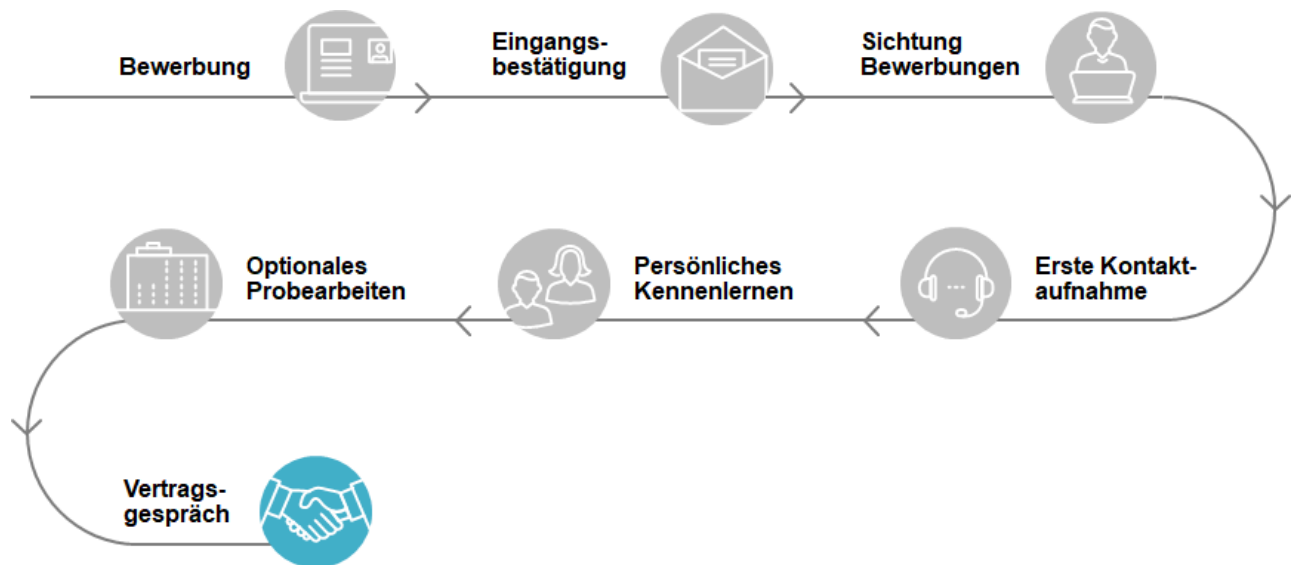 Bewerbung
Eingangs-
bestätigung
Sichtung
Bewerbungen
Erste Kontakt-
aufnahme
Persönliches
Kennenlernen
Optionales
Probearbeiten
Vertrags-
gespräch